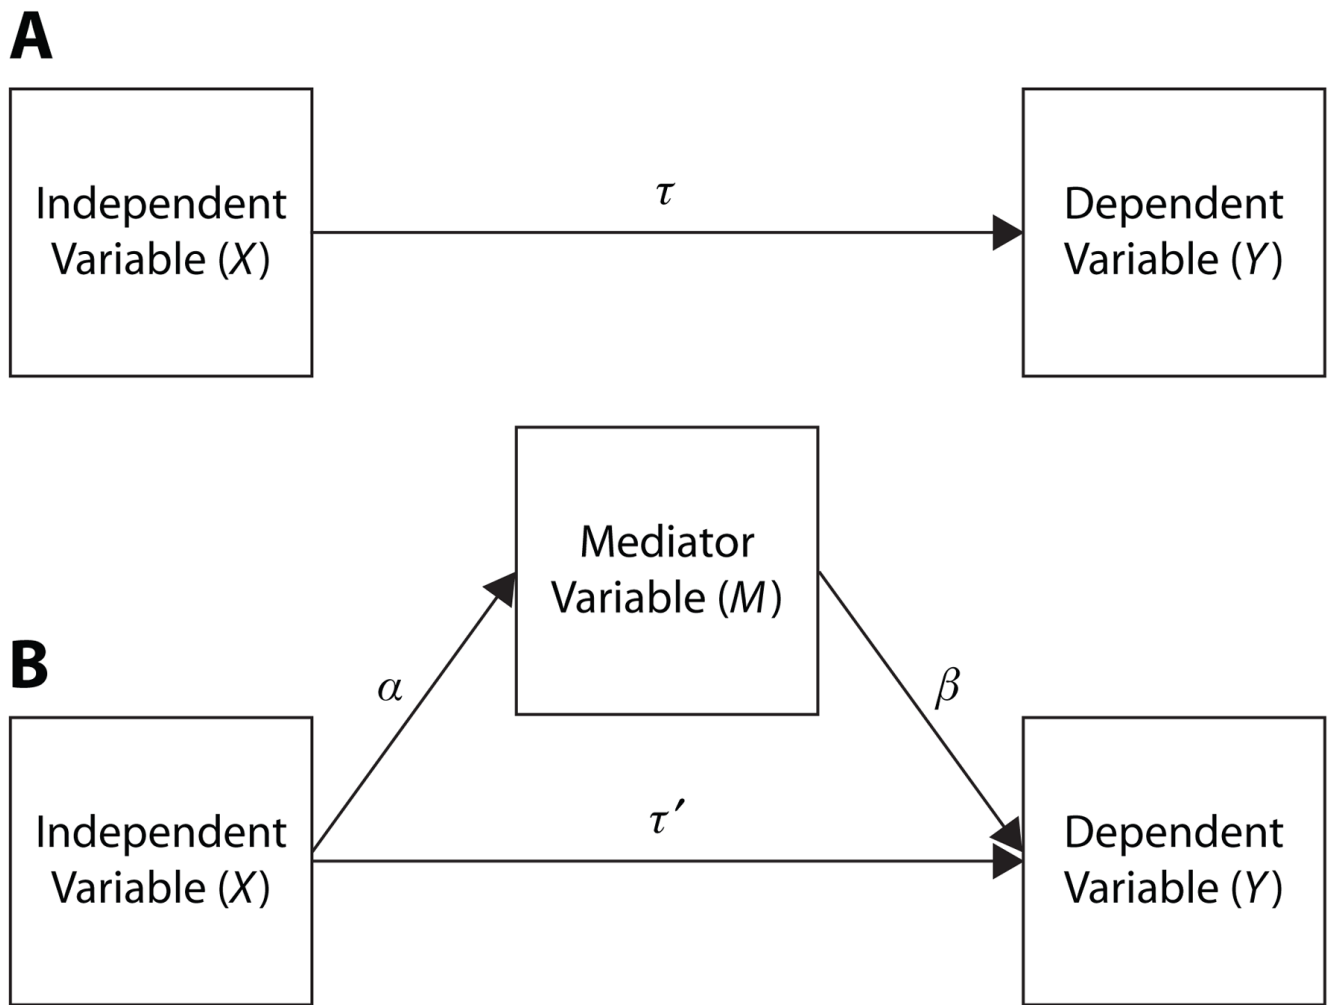 A
Independent
Variable (X)
τ
Dependent
Variable (Y)
Mediator
Variable (M)
B
α
β
Independent
Variable (X)
τ′
Dependent
Variable (Y)